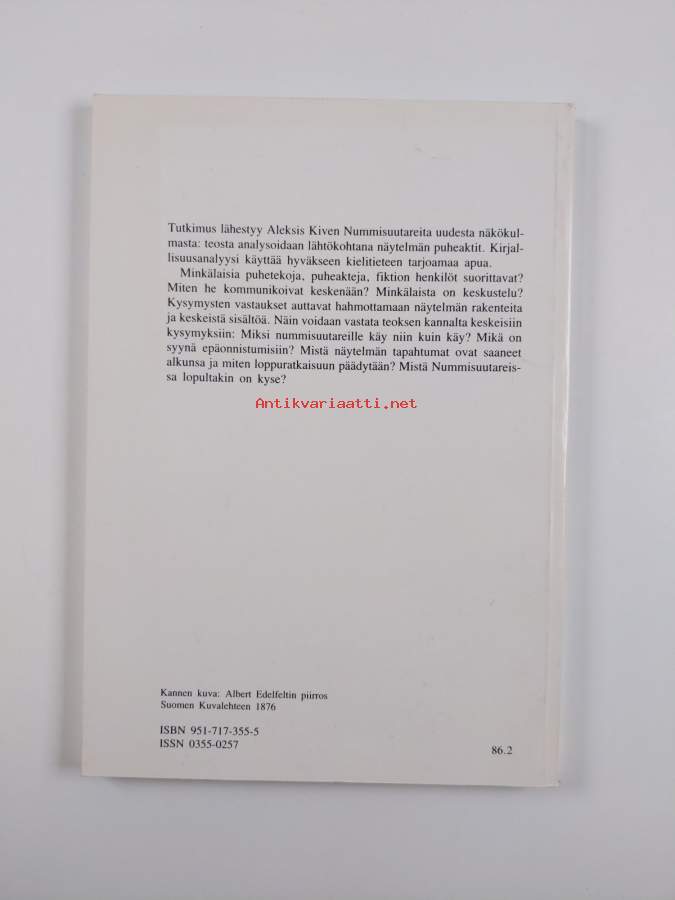 Tutkimus lähestyy Aleksis Kiven Nummisuutareita uudesta näkökul-
masta: teosta analysoidaan lähtökohtana näytelmän puheaktit. Kirjal-
lisuusanalyysi käyttää hyväkseen kielitieteen tarjoamaa apua.
Minkälaisia puhetekoja, puheakteja, fiktion henkilöt suorittavat?
Miten he kommunikoivat keskenään? Minkälaista on keskustelu?
Kysymysten vastaukset auttavat hahmottamaan näytelmän rakenteita
ja keskeistä sisältöä. Näin voidaan vastata teoksen kannalta keskeisiin
kysymyksiin: Miksi nummisuutareille käy niin kuin käy? Mikä on
syynä epäonnistumisiin? Mistä näytelmän tapahtumat ovat saaneet
alkunsa ja miten loppuratkaisuun päädytään? Mistä Nummisuutareis-
sa lopultakin on kyse?
Antikvariaatti.net
Kannen kuva: Albert Edelfeltin piirros
Suomen Kuvalehteen 1876
ISBN 951-717-355-5
ISSN 0355-0257
86.2